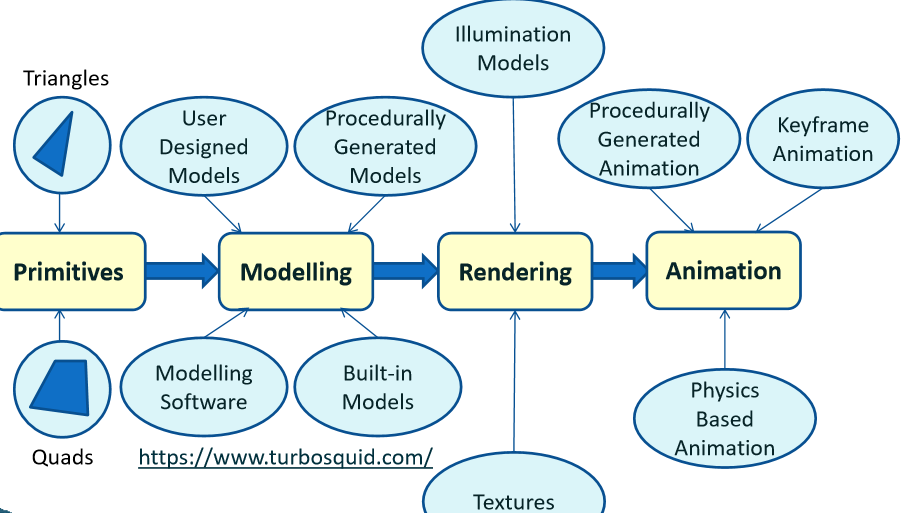 Illumination
Models
Triangles
User
Designed
Models
Procedurally
Generated
Models
Procedurally
Generated
Animation
Keyframe
Animation
Primitives
Modelling
Rendering
Animation
Modelling
Software
Built-in
Models
Physics
Based
Animation
Quads
https://www.turbosquid.com/
Textures